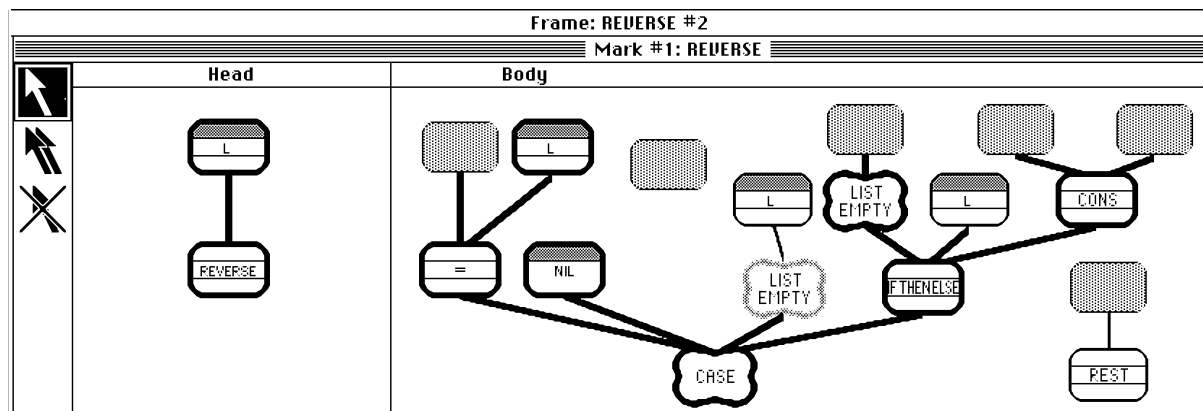 Frame: REVERSE #2
Mark #1: REVERSE
Head
Body
L
REVERSE
L
=
NIL
L
LIST
EMPTY
LIST
EMPTY
L
CONS
IFTHENELSE
REST
CASE